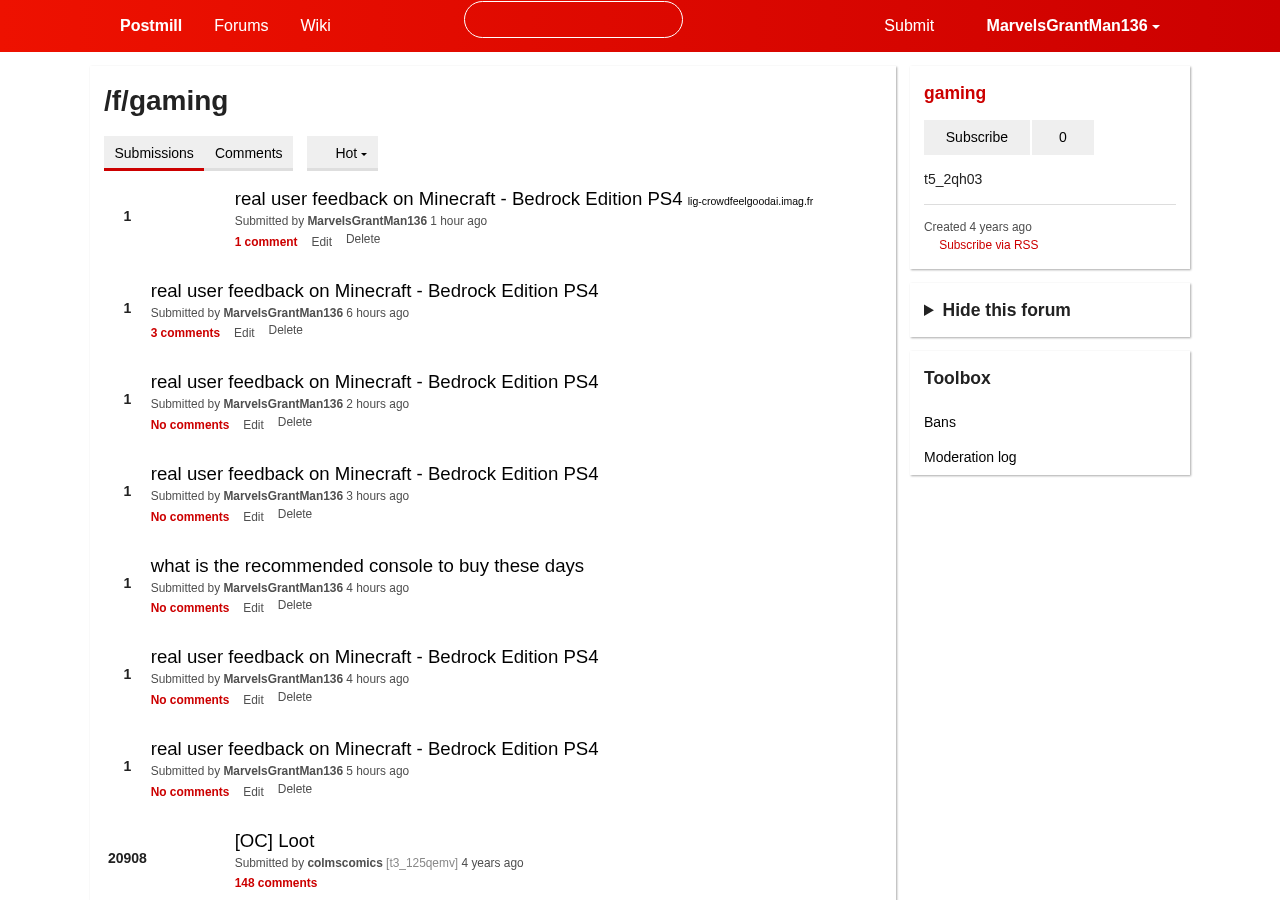 Postmill Forums Wiki Submit MarvelsGrantMan136
/f/gaming
Submissions Comments Hot
1
real user feedback on Minecraft - Bedrock Edition PS4 lig-crowdfeelgoodai.imag.fr
Submitted by MarvelsGrantMan136 1 hour ago
1 comment Edit Delete
1
real user feedback on Minecraft - Bedrock Edition PS4
Submitted by MarvelsGrantMan136 6 hours ago
3 comments Edit Delete
1
real user feedback on Minecraft - Bedrock Edition PS4
Submitted by MarvelsGrantMan136 2 hours ago
No comments Edit Delete
1
real user feedback on Minecraft - Bedrock Edition PS4
Submitted by MarvelsGrantMan136 3 hours ago
No comments Edit Delete
1
what is the recommended console to buy these days
Submitted by MarvelsGrantMan136 4 hours ago
No comments Edit Delete
1
real user feedback on Minecraft - Bedrock Edition PS4
Submitted by MarvelsGrantMan136 4 hours ago
No comments Edit Delete
1
real user feedback on Minecraft - Bedrock Edition PS4
Submitted by MarvelsGrantMan136 5 hours ago
No comments Edit Delete
20908
[OC] Loot
Submitted by colmscomics [t3_125qemv] 4 years ago
148 comments
gaming
Subscribe 0
t5_2qh03
Created 4 years ago
Subscribe via RSS
Hide this forum
Toolbox
Bans
Moderation log